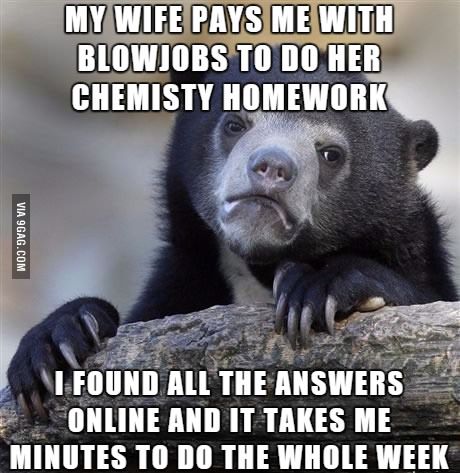 MY WIFE PAYS ME WITH
BLOWJOBS TO DO HER
CHEMISTY HOMEWORK
VIA 9GAG.COM
I FOUND ALL THE ANSWERS
ONLINE AND IT TAKES ME
MINUTES TO DO THE WHOLE WEEK